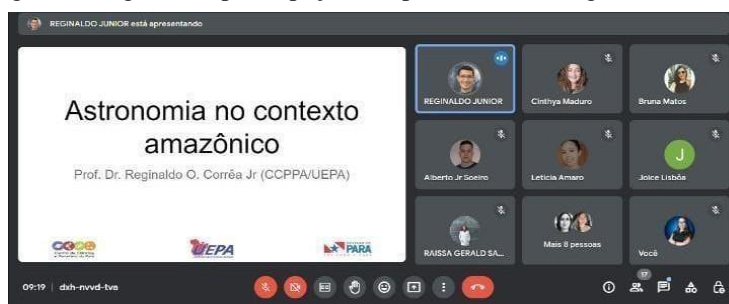 REGINALDO JUNIOR está apresentando
Astronomia no contexto
amazônico
Prof. Dr. Reginaldo O. Corrêa Jr (CCPPA/UEPA)
UEPA
PARÁ
REGINALDO JUNIOR
Cinthya Maduro
Bruna Matos
Alberto Jr Soeiro
Leticia Amaro
J
Joice Lisbôa
RAISSA GERALD SA...
Mais 8 pessoas
Você
09:19 | dxh-nvvd-tva
17